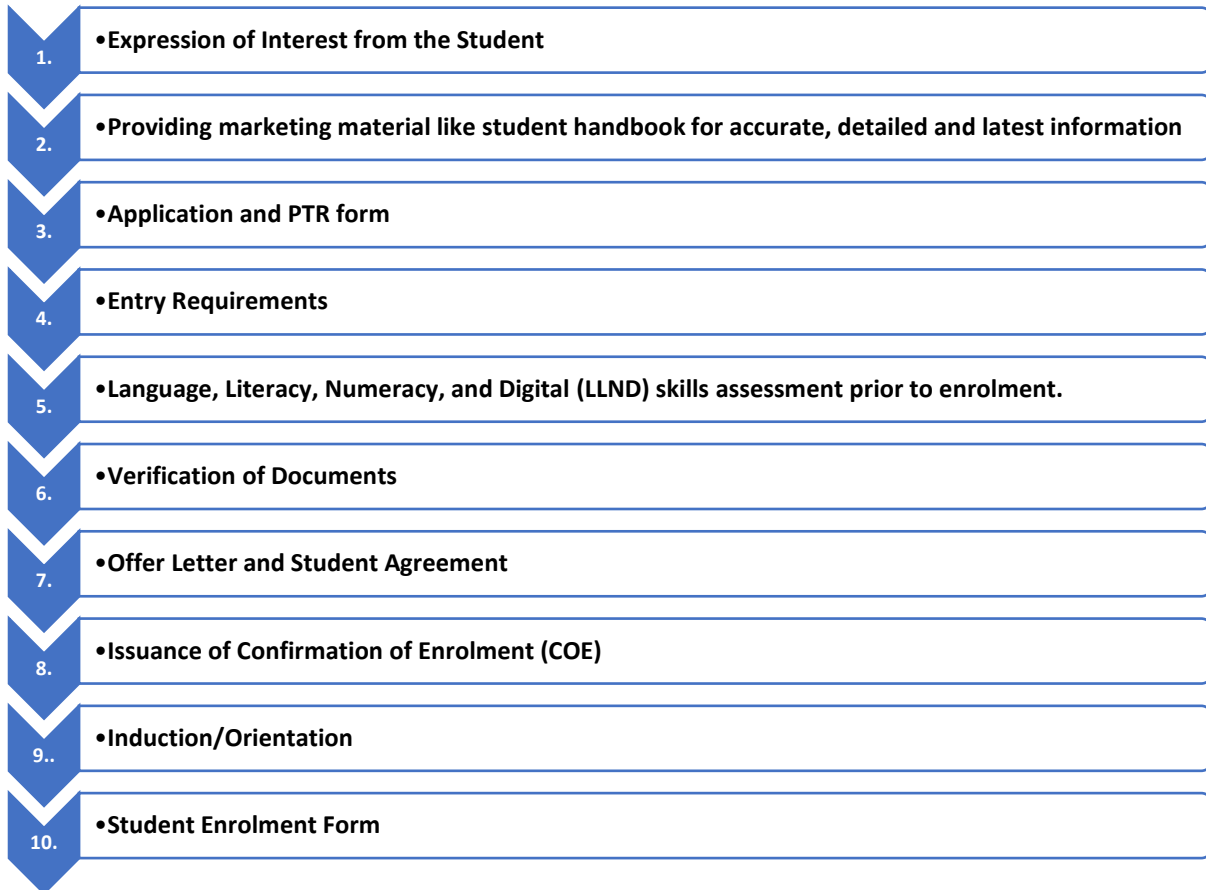 1.
•Expression of Interest from the Student
2.
•Providing marketing material like student handbook for accurate, detailed and latest information
3.
•Application and PTR form
4.
•Entry Requirements
5.
•Language, Literacy, Numeracy, and Digital (LLND) skills assessment prior to enrolment.
6.
•Verification of Documents
7.
•Offer Letter and Student Agreement
8.
•Issuance of Confirmation of Enrolment (COE)
9..
•Induction/Orientation
10.
•Student Enrolment Form